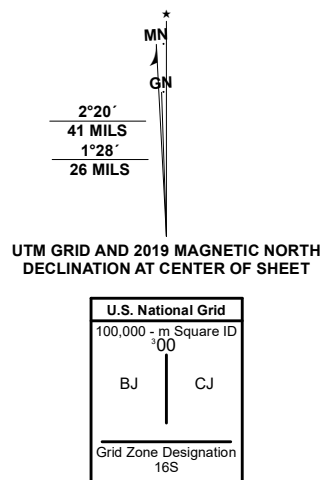 ★
MN
GN
2°20´
41 MILS
1°28´
26 MILS
UTM GRID AND 2019 MAGNETIC NORTH
DECLINATION AT CENTER OF SHEET
U.S. National Grid
100,000 - m Square ID
³00
BJ CJ
Grid Zone Designation
16S